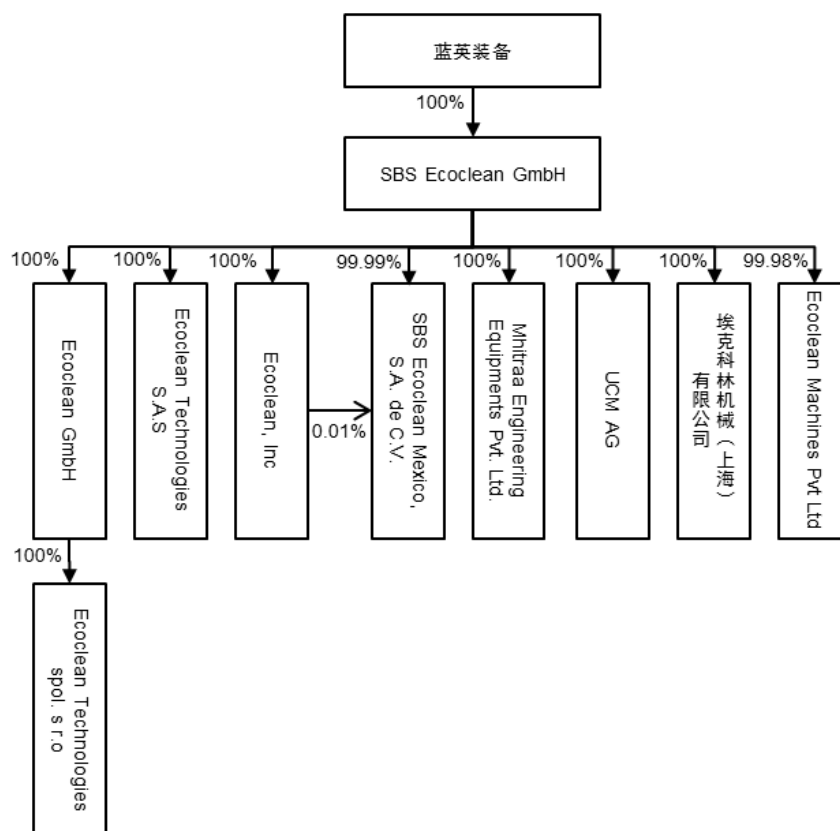 蓝英装备
100%
SBS Ecoclean GmbH
100%
100%
100%
99.99%
100%
100%
100%
99.98%
Ecoclean GmbH
Ecoclean Technologies
S.A.S
Ecoclean, Inc
0.01%
SBS Ecoclean Mexico,
S.A. de C.V.
Mhitraa Engineering
Equipments Pvt. Ltd.
UCM AG
埃克科林机械（上海）
有限公司
Ecoclean Machines Pvt Ltd
100%
Ecoclean Technologies
spol. s r.o